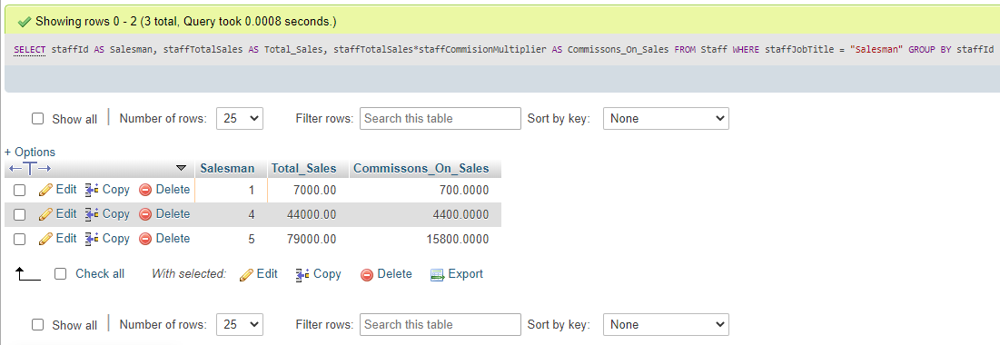 Showing rows 0 - 2 (3 total, Query took 0.0008 seconds.)
SELECT staffId AS Salesman, staffTotalSales AS Total_Sales, staffTotalSales*staffCommisionMultiplier AS Commissons_On_Sales FROM Staff WHERE staffJobTitle = "Salesman" GROUP BY staffId
Show all Number of rows: 25 Filter rows: Search this table Sort by key: None
+ Options
←T→ Salesman Total_Sales Commissons_On_Sales
Edit Copy Delete 1 7000.00 700.0000
Edit Copy Delete 4 44000.00 4400.0000
Edit Copy Delete 5 79000.00 15800.0000
Check all With selected: Edit Copy Delete Export
Show all Number of rows: 25 Filter rows: Search this table Sort by key: None